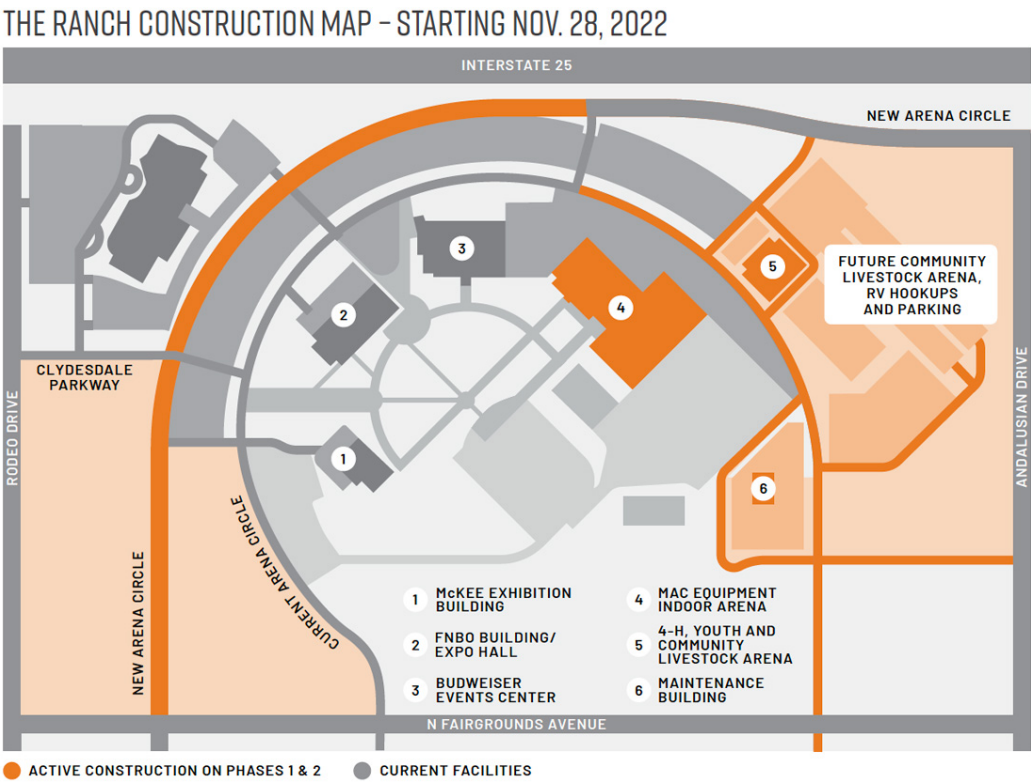 THE RANCH CONSTRUCTION MAP – STARTING NOV. 28, 2022
INTERSTATE 25
NEW ARENA CIRCLE
3
5
FUTURE COMMUNITY
LIVESTOCK ARENA,
RV HOOKUPS
AND PARKING
2
4
CLYDESDALE
PARKWAY
RODEO DRIVE
ANDALUSIAN DRIVE
1
6
CURRENT ARENA CIRCLE
NEW ARENA CIRCLE
1 McKEE EXHIBITION
BUILDING
2 FNBO BUILDING/
EXPO HALL
3 BUDWEISER
EVENTS CENTER
4 MAC EQUIPMENT
INDOOR ARENA
5 4-H, YOUTH AND
COMMUNITY
LIVESTOCK ARENA
6 MAINTENANCE
BUILDING
N FAIRGROUNDS AVENUE
ACTIVE CONSTRUCTION ON PHASES 1 & 2
CURRENT FACILITIES